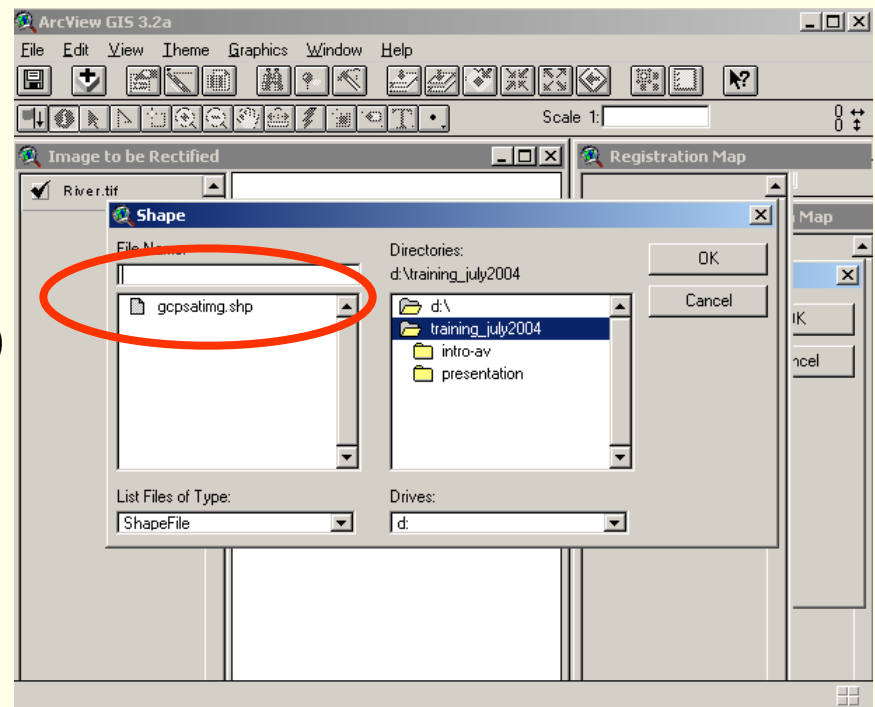 ArcView GIS 3.2a
File Edit View Theme Graphics Window Help
Scale 1:
Image to be Rectified
Registration Map
River.tif
Map
Shape
File Name:
Directories:
OK
d:\training_july2004
Cancel
gcpsatimg.shp
d:\
training_july2004
intro-av
presentation
List Files of Type:
Drives:
ShapeFile
d:
)